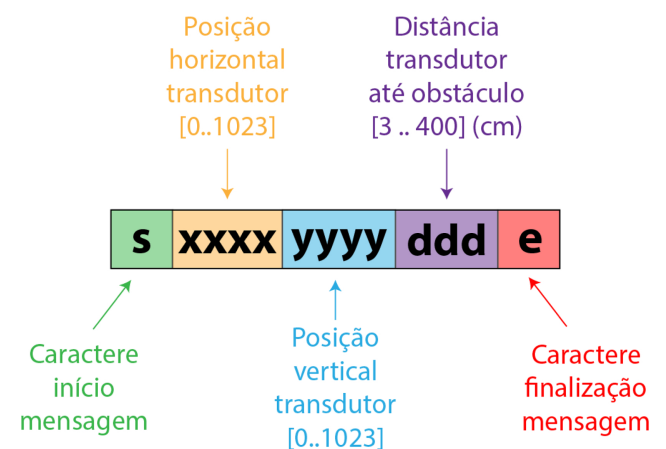 Posição
horizontal
transdutor
[0..1023]
Distância
transdutor
até obstáculo
[3 .. 400] (cm)
s xxxx yyyy ddd e
Caractere
início
mensagem
Posição
vertical
transdutor
[0..1023]
Caractere
finalização
mensagem